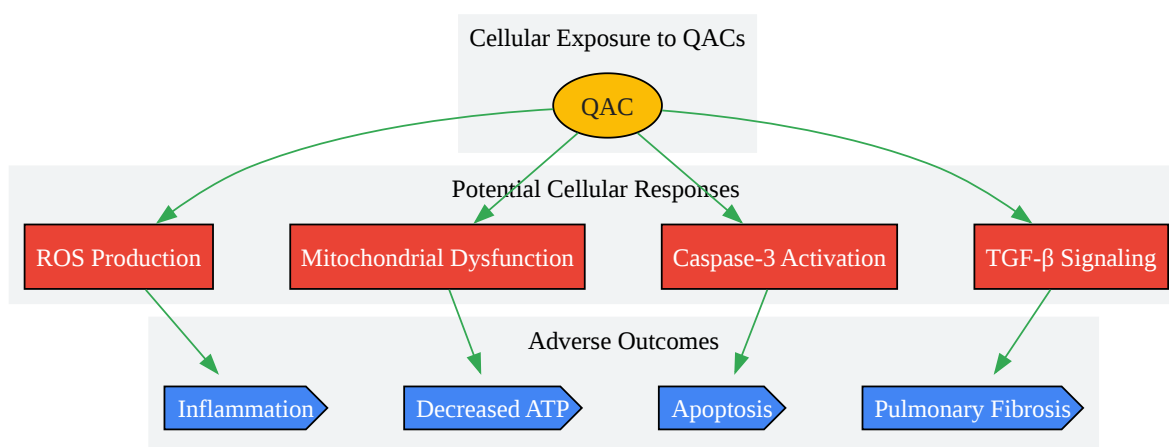 Cellular Exposure to QACs
QAC
Potential Cellular Responses
ROS Production
Mitochondrial Dysfunction
Caspase-3 Activation
TGF-β Signaling
Adverse Outcomes
Inflammation
Decreased ATP
Apoptosis
Pulmonary Fibrosis